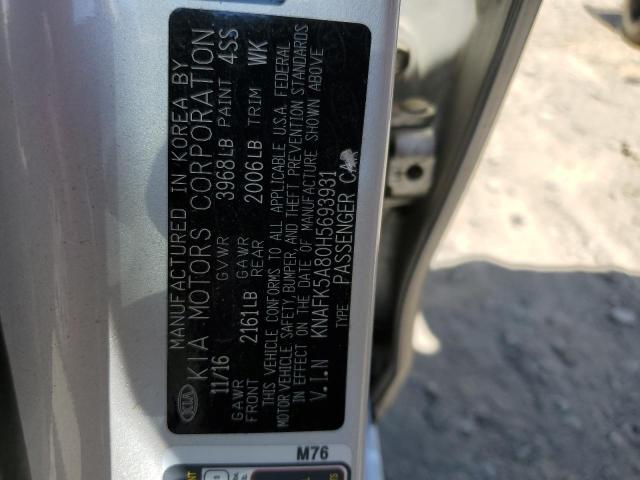 MANUFACTURED IN KOREA BY
KIA MOTORS CORPORATION
11/16 GVWR 3968LB PAINT 4SS
GAWR FRONT 2161LB GAWR REAR 2006LB TRIM WK
THIS VEHICLE CONFORMS TO ALL APPLICABLE U.S.A. FEDERAL
MOTOR VEHICLE SAFETY, BUMPER, AND THEFT PREVENTION STANDARDS
IN EFFECT ON THE DATE OF MANUFACTURE SHOWN ABOVE
V.I.N KNAFK5A80H5693931
TYPE PASSENGER CAR
KIA
M76